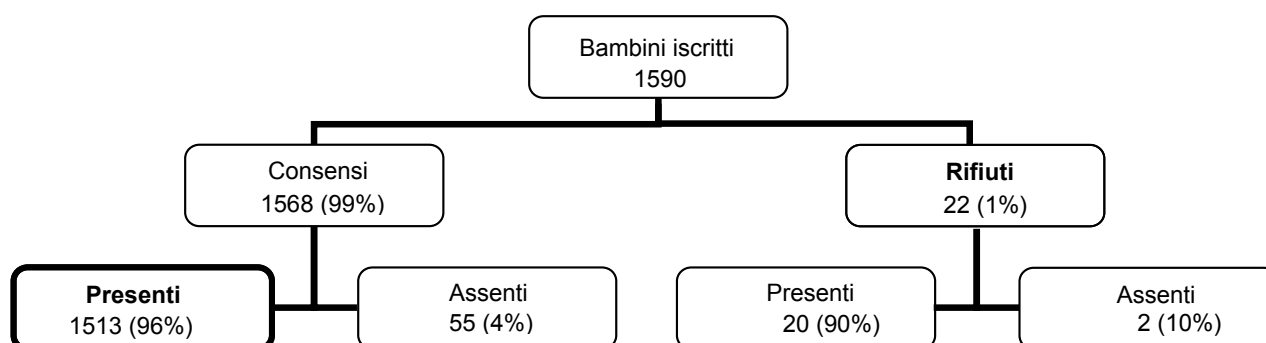 Bambini iscritti
1590
Consensi
1568 (99%)
Rifiuti
22 (1%)
Presenti
1513 (96%)
Assenti
55 (4%)
Presenti
20 (90%)
Assenti
2 (10%)